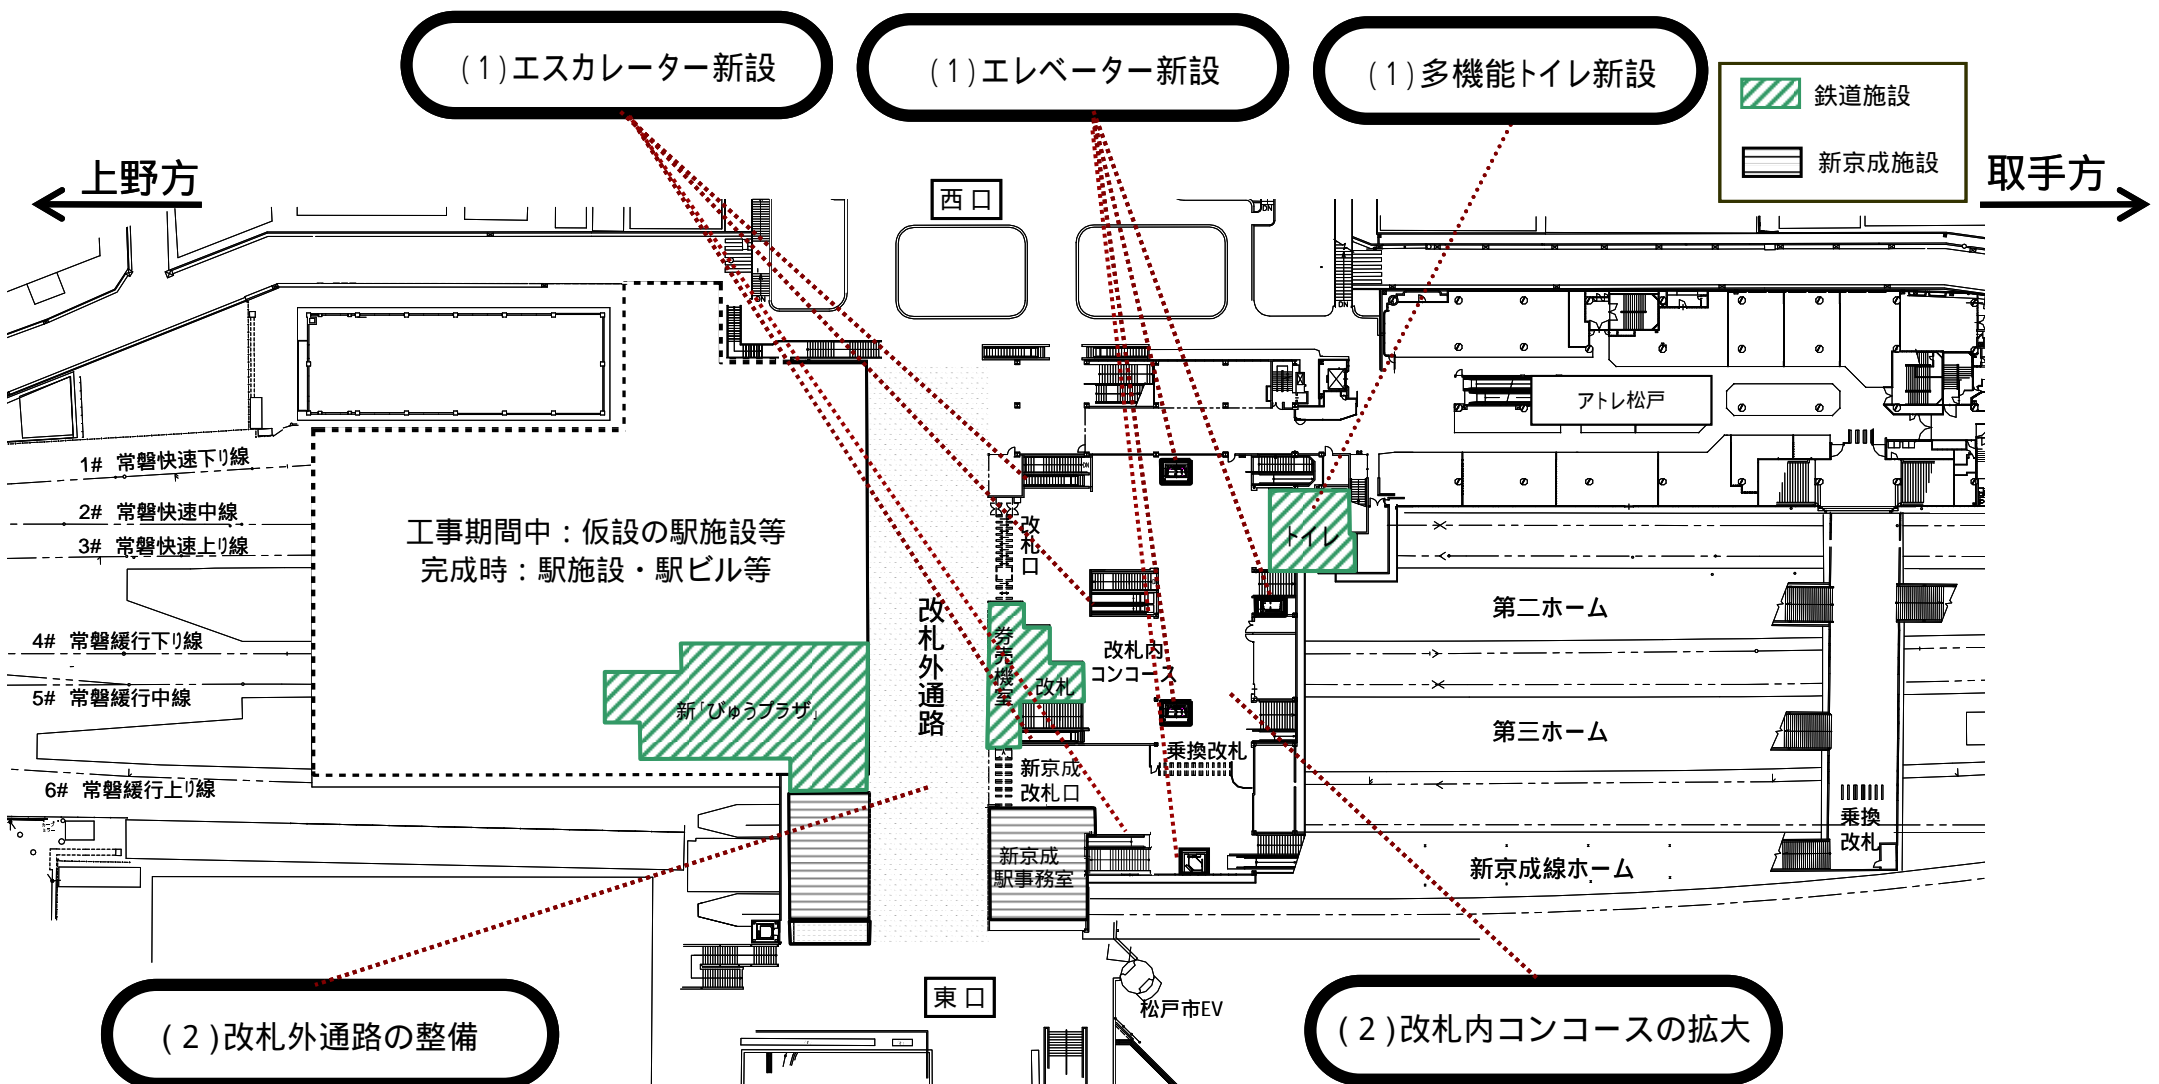 (1)エスカレーター新設
(1)エレベーター新設
(1)多機能トイレ新設
鉄道施設
新京成施設
上野方
取手方
西口
アトレ松戸
1# 常磐快速下り線
2# 常磐快速中線
3# 常磐快速上り線
4# 常磐緩行下り線
5# 常磐緩行中線
6# 常磐緩行上り線
工事期間中：仮設の駅施設等
完成時：駅施設・駅ビル等
改札口
トイレ
改札外通路
券売機室
改札
改札内
コンコース
新「びゅうプラザ」
第二ホーム
第三ホーム
乗換改札
新京成
改札口
新京成
駅事務室
乗換
改札
新京成線ホーム
東口
松戸市EV
(2)改札外通路の整備
(2)改札内コンコースの拡大